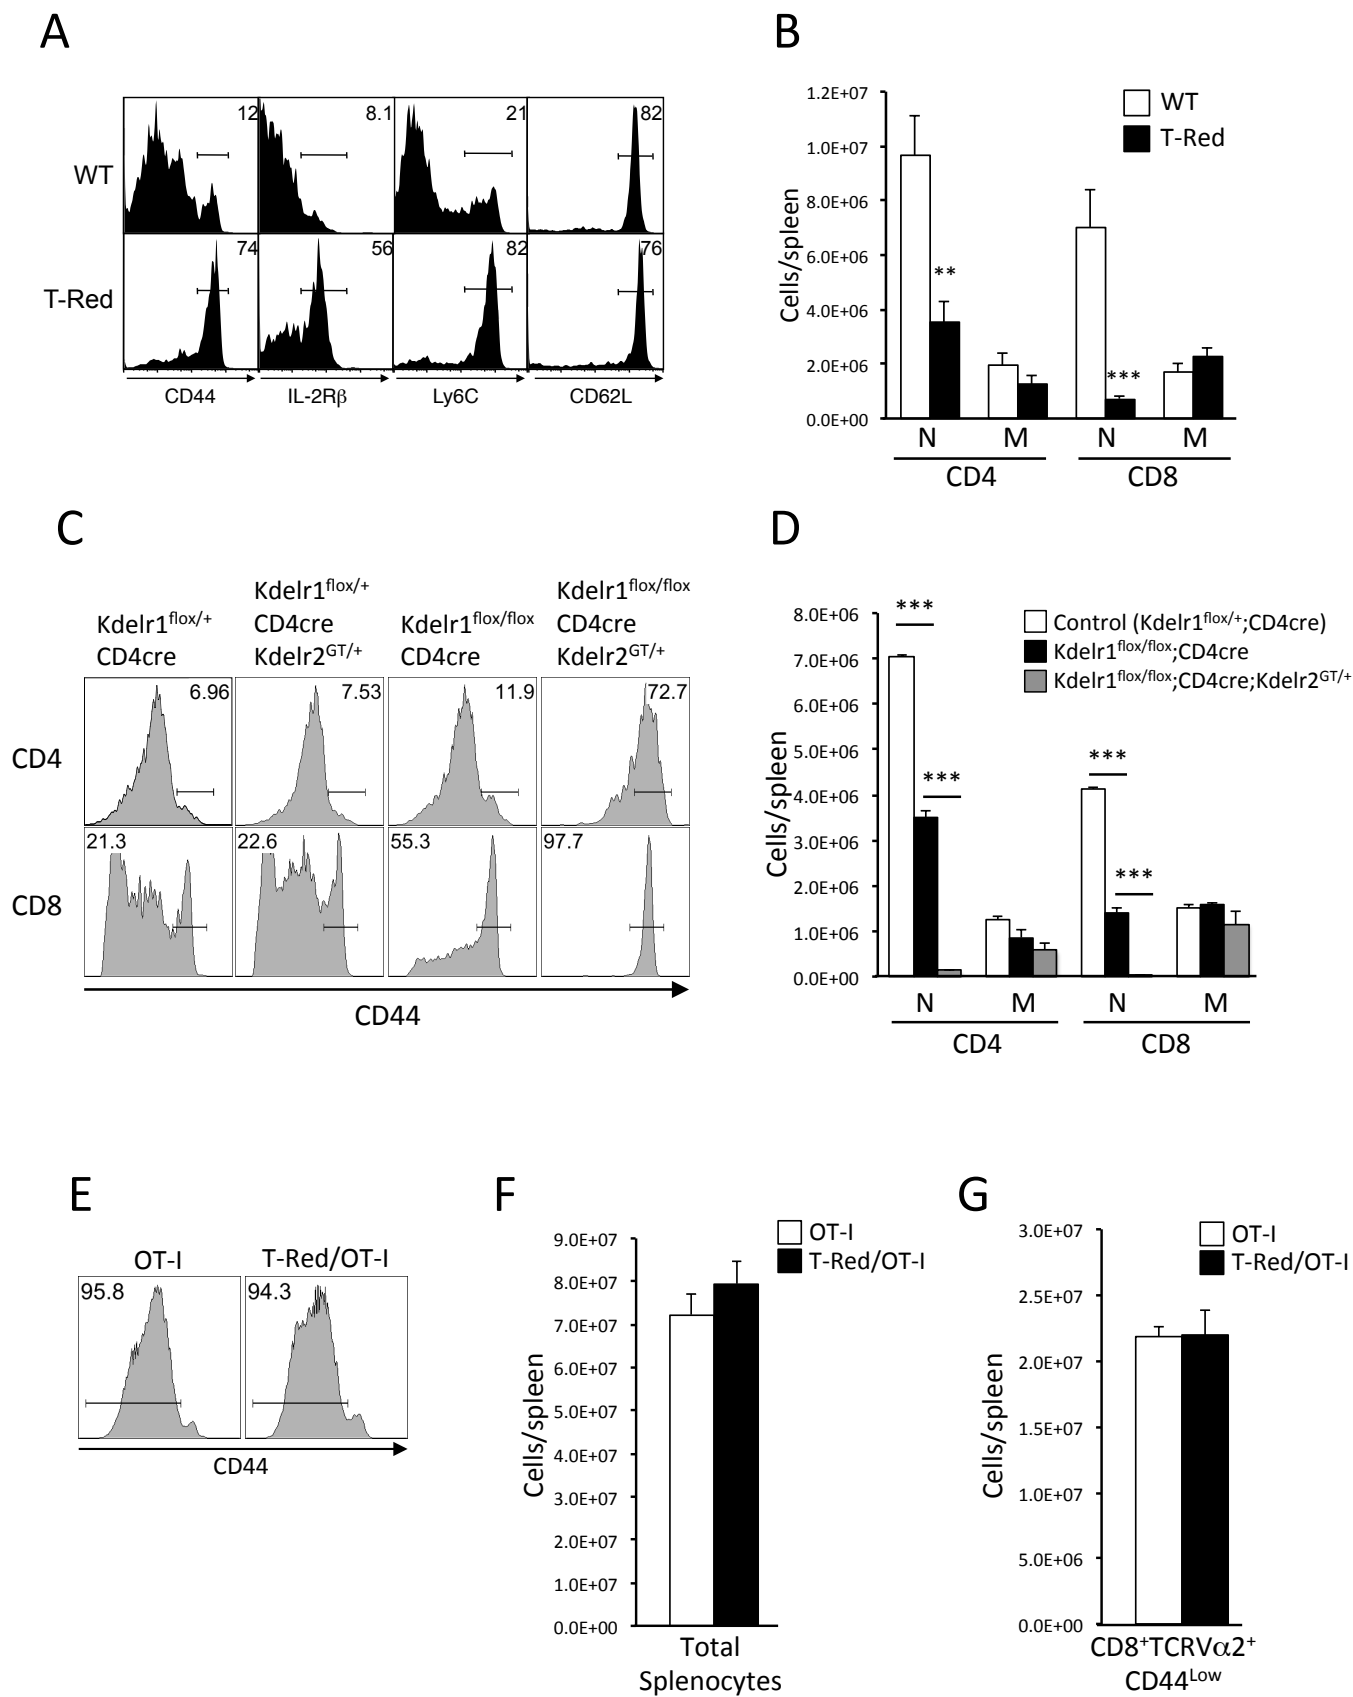 A
12 8.1 21 82
WT
74 56 82 76
T-Red
CD44 IL-2Rβ Ly6C CD62L
B
WT
T-Red
Cells/spleen
1.2E+07
1.0E+07
8.0E+06
6.0E+06
4.0E+06
2.0E+06
0.0E+00
**
***
N M N M
CD4 CD8
C
Kdelr1flox/+
CD4cre
Kdelr1flox/+
CD4cre
Kdelr2GT/+
Kdelr1flox/flox
CD4cre
Kdelr1flox/flox
CD4cre
Kdelr2GT/+
CD4
6.96 7.53 11.9 72.7
CD8
21.3 22.6 55.3 97.7
CD44
D
Control (Kdelr1flox/+;CD4cre)
Kdelr1flox/flox;CD4cre
Kdelr1flox/flox;CD4cre;Kdelr2GT/+
Cells/spleen
8.0E+06
7.0E+06
6.0E+06
5.0E+06
4.0E+06
3.0E+06
2.0E+06
1.0E+06
0.0E+00
***
***
***
***
N M N M
CD4 CD8
E
OT-I T-Red/OT-I
95.8 94.3
CD44
F
OT-I
T-Red/OT-I
Cells/spleen
9.0E+07
8.0E+07
7.0E+07
6.0E+07
5.0E+07
4.0E+07
3.0E+07
2.0E+07
1.0E+07
0.0E+00
Total
Splenocytes
G
OT-I
T-Red/OT-I
Cells/spleen
3.0E+07
2.5E+07
2.0E+07
1.5E+07
1.0E+07
5.0E+06
0.0E+00
CD8+TCRVα2+
CD44Low